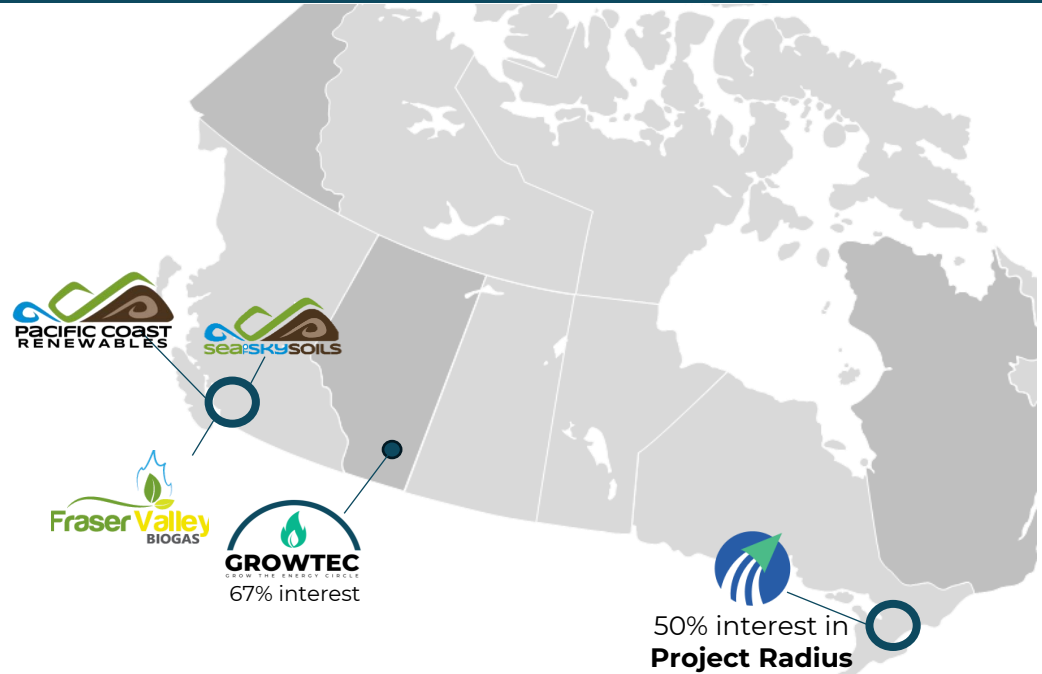 PACIFIC COAST
RENEWABLES
SEA TO SKY SOILS
Fraser Valley
BIOGAS
GROWTEC
GROW THE ENERGY CIRCLE
67% interest
50% interest in
Project Radius